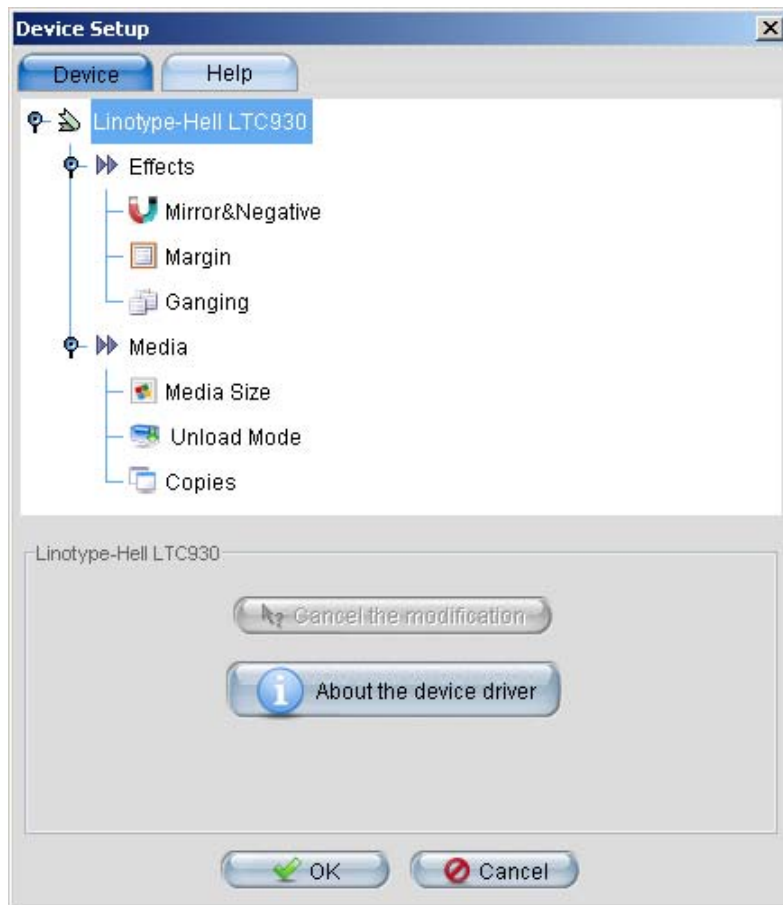 Device Setup
Device Help
Linotype-Hell LTC930
Effects
Mirror&Negative
Margin
Ganging
Media
Media Size
Unload Mode
Copies
Linotype-Hell LTC930
Cancel the modification
About the device driver
OK Cancel